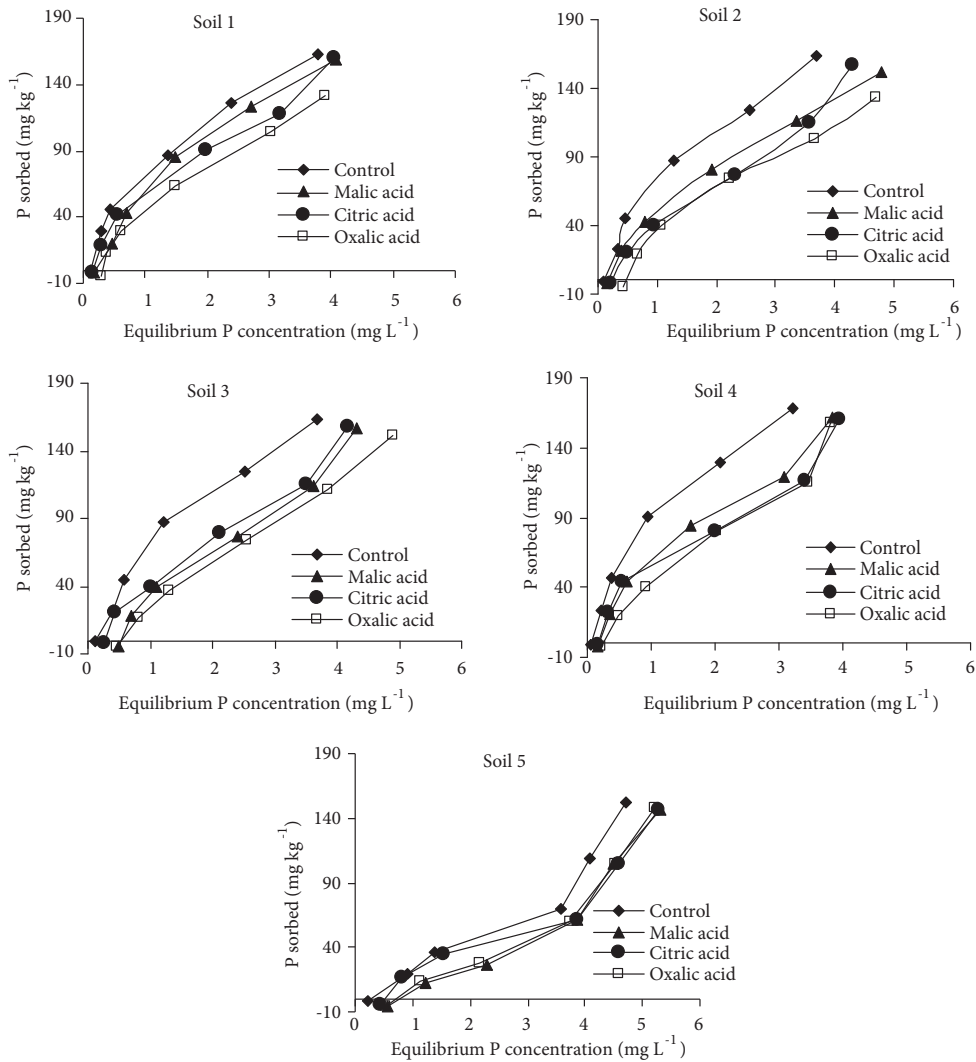 Soil 1
P sorbed (mg kg-1)
190
140
90
40
-10
0 1 2 3 4 5 6
Equilibrium P concentration (mg L-1)
Control
Malic acid
Citric acid
Oxalic acid
Soil 2
P sorbed (mg kg-1)
190
140
90
40
-10
0 1 2 3 4 5 6
Equilibrium P concentration (mg L-1)
Control
Malic acid
Citric acid
Oxalic acid
Soil 3
P sorbed (mg kg-1)
190
140
90
40
-10
0 1 2 3 4 5 6
Equilibrium P concentration (mg L-1)
Control
Malic acid
Citric acid
Oxalic acid
Soil 4
P sorbed (mg kg-1)
190
140
90
40
-10
0 1 2 3 4 5 6
Equilibrium P concentration (mg L-1)
Control
Malic acid
Citric acid
Oxalic acid
Soil 5
P sorbed (mg kg-1)
190
140
90
40
-10
0 1 2 3 4 5 6
Equilibrium P concentration (mg L-1)
Control
Malic acid
Citric acid
Oxalic acid